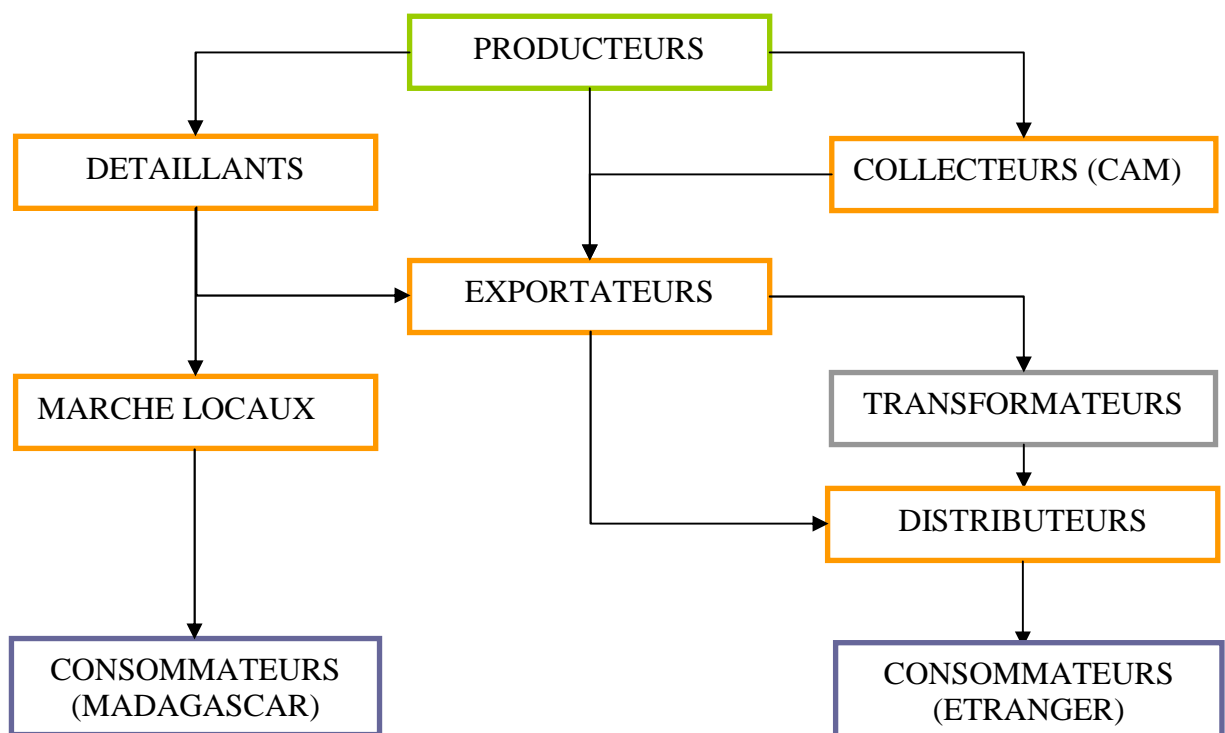 PRODUCTEURS
DETAILLANTS
COLLECTEURS (CAM)
EXPORTATEURS
MARCHE LOCAUX
TRANSFORMATEURS
DISTRIBUTEURS
CONSOMMATEURS
(MADAGASCAR)
CONSOMMATEURS
(ETRANGER)